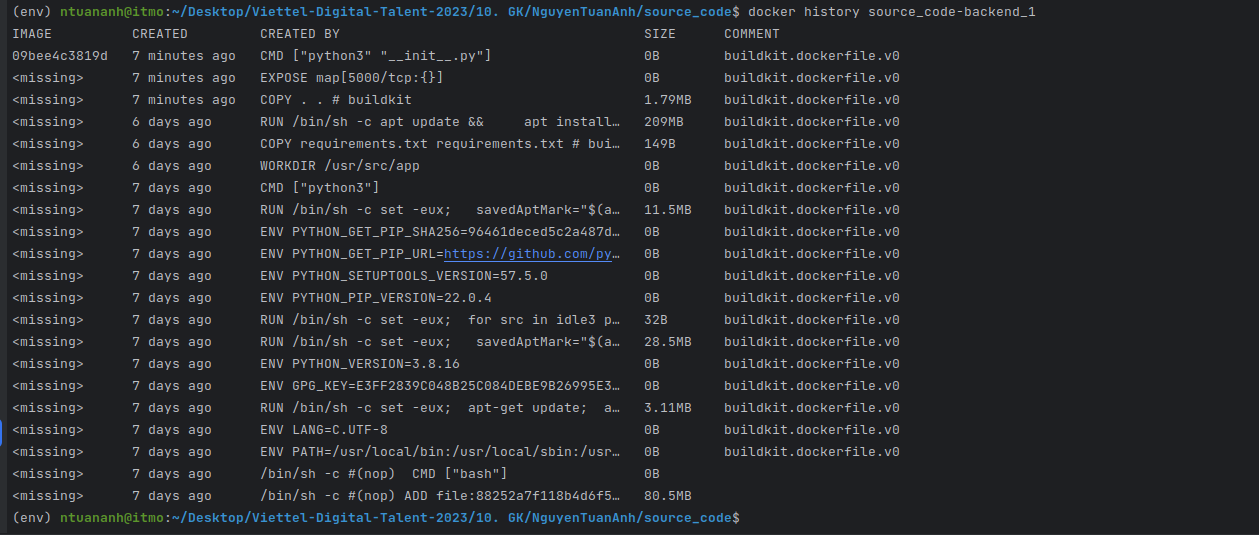 (env) ntuananh@itmo:~/Desktop/Viettel-Digital-Talent-2023/10. GK/NguyenTuanAnh/source_code$ docker history source_code-backend_1
IMAGE CREATED CREATED BY SIZE COMMENT
09bee4c3819d 7 minutes ago CMD ["python3" "__init__.py"] 0B buildkit.dockerfile.v0
<missing> 7 minutes ago EXPOSE map[5000/tcp:{}] 0B buildkit.dockerfile.v0
<missing> 7 minutes ago COPY . . # buildkit 1.79MB buildkit.dockerfile.v0
<missing> 6 days ago RUN /bin/sh -c apt update && apt install… 209MB buildkit.dockerfile.v0
<missing> 6 days ago COPY requirements.txt requirements.txt # bui… 149B buildkit.dockerfile.v0
<missing> 6 days ago WORKDIR /usr/src/app 0B buildkit.dockerfile.v0
<missing> 7 days ago CMD ["python3"] 0B buildkit.dockerfile.v0
<missing> 7 days ago RUN /bin/sh -c set -eux; savedAptMark="$(a… 11.5MB buildkit.dockerfile.v0
<missing> 7 days ago ENV PYTHON_GET_PIP_SHA256=96461deced5c2a487d… 0B buildkit.dockerfile.v0
<missing> 7 days ago ENV PYTHON_GET_PIP_URL=https://github.com/py… 0B buildkit.dockerfile.v0
<missing> 7 days ago ENV PYTHON_SETUPTOOLS_VERSION=57.5.0 0B buildkit.dockerfile.v0
<missing> 7 days ago ENV PYTHON_PIP_VERSION=22.0.4 0B buildkit.dockerfile.v0
<missing> 7 days ago RUN /bin/sh -c set -eux; for src in idle3 p… 32B buildkit.dockerfile.v0
<missing> 7 days ago RUN /bin/sh -c set -eux; savedAptMark="$(a… 28.5MB buildkit.dockerfile.v0
<missing> 7 days ago ENV PYTHON_VERSION=3.8.16 0B buildkit.dockerfile.v0
<missing> 7 days ago ENV GPG_KEY=E3FF2839C048B25C084DEBE9B26995E3… 0B buildkit.dockerfile.v0
<missing> 7 days ago RUN /bin/sh -c set -eux; apt-get update; a… 3.11MB buildkit.dockerfile.v0
<missing> 7 days ago ENV LANG=C.UTF-8 0B buildkit.dockerfile.v0
<missing> 7 days ago ENV PATH=/usr/local/bin:/usr/local/sbin:/usr… 0B buildkit.dockerfile.v0
<missing> 7 days ago /bin/sh -c #(nop) CMD ["bash"] 0B
<missing> 7 days ago /bin/sh -c #(nop) ADD file:88252a7f118b4d6f5… 80.5MB
(env) ntuananh@itmo:~/Desktop/Viettel-Digital-Talent-2023/10. GK/NguyenTuanAnh/source_code$